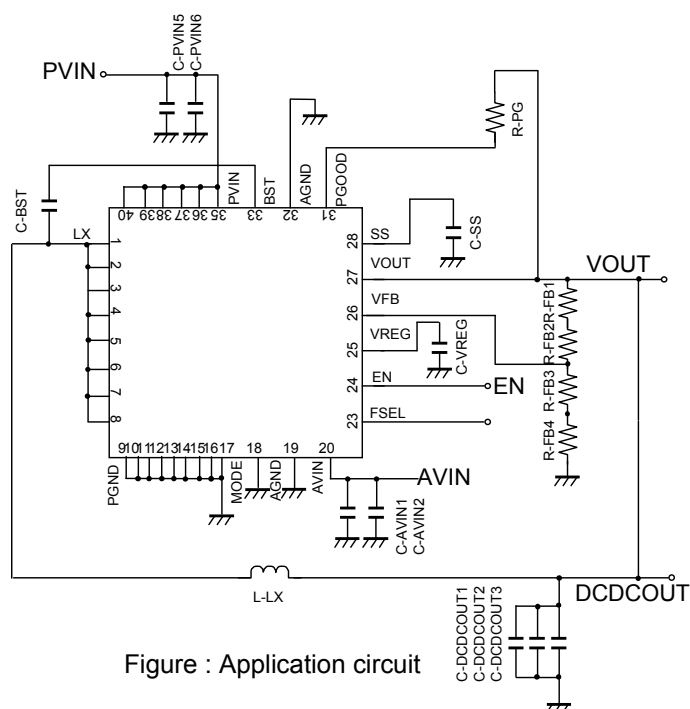 C-PVIN5
C-PVIN6
PVIN
R-PG
C-BST
PVIN
BST
AGND
PGOOD
40
39
38
37
36
35
33
32
31
LX
1
2
3
4
5
6
7
8
28
27
26
25
24
23
SS
VOUT
VFB
VREG
EN
FSEL
C-SS
C-VREG
EN
VOUT
R-FB1
R-FB2
R-FB3
R-FB4
9
10
11
12
13
14
15
16
17
18
19
20
PGND
MODE
AGND
AVIN
AVIN
C-AVIN1
C-AVIN2
L-LX
DCDCOUT
C-DCDCOUT1
C-DCDCOUT2
C-DCDCOUT3
Figure : Application circuit